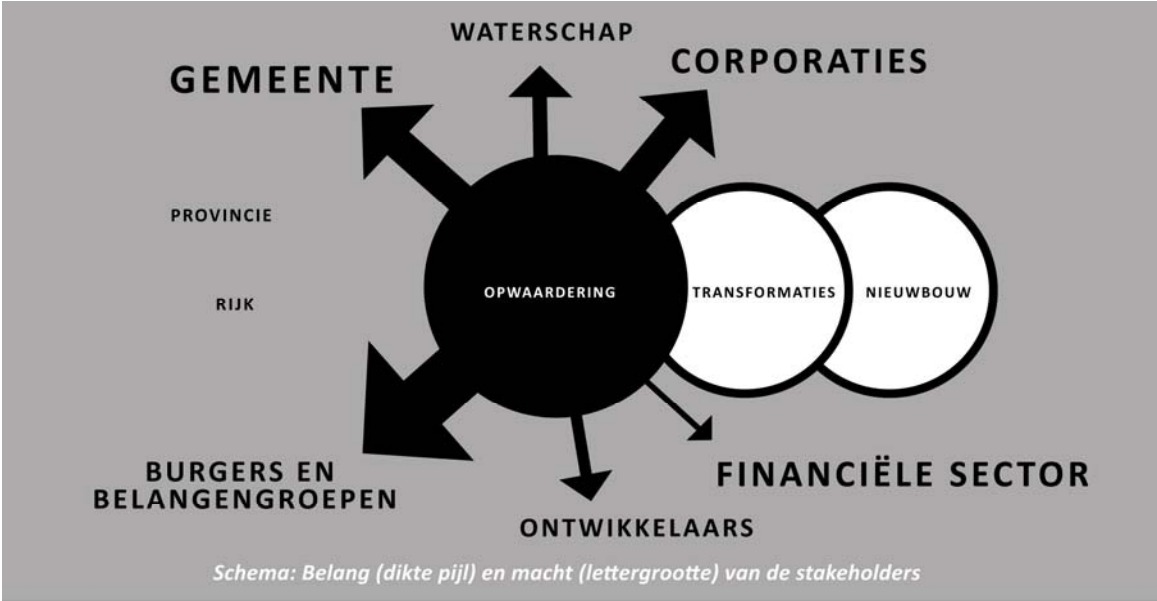 WATERSCHAP
GEMEENTE
CORPORATIES
PROVINCIE
RIJK
OPWAARDERING
TRANSFORMATIES
NIEUWBOUW
BURGERS EN
BELANGENGROEPEN
FINANCIËLE SECTOR
ONTWIKKELAARS
Schema: Belang (dikte pijl) en macht (lettergrootte) van de stakeholders